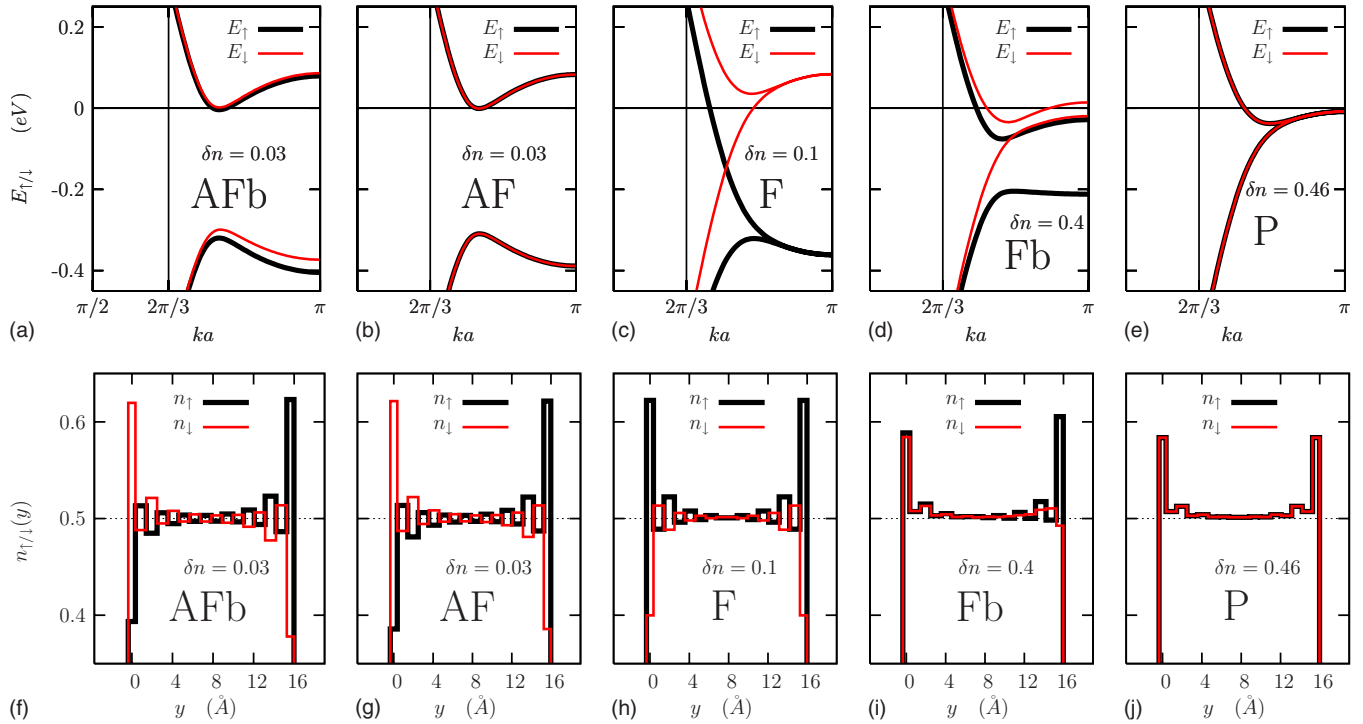 0.2
0
-0.2
-0.4
E↑/↓ (eV)
E↑
E↓
δn = 0.03
AFb
π/2
2π/3
π
(a)
ka
E↑
E↓
δn = 0.03
AF
2π/3
π
(b)
ka
E↑
E↓
δn = 0.1
F
2π/3
π
(c)
ka
E↑
E↓
δn = 0.4
Fb
2π/3
π
(d)
ka
E↑
E↓
δn = 0.46
P
2π/3
π
(e)
ka
0.6
0.5
0.4
n↑/↓(y)
n↑
n↓
δn = 0.03
AFb
0 4 8 12 16
(f)
y (Å)
n↑
n↓
δn = 0.03
AF
0 4 8 12 16
(g)
y (Å)
n↑
n↓
δn = 0.1
F
0 4 8 12 16
(h)
y (Å)
n↑
n↓
δn = 0.4
Fb
0 4 8 12 16
(i)
y (Å)
n↑
n↓
δn = 0.46
P
0 4 8 12 16
(j)
y (Å)